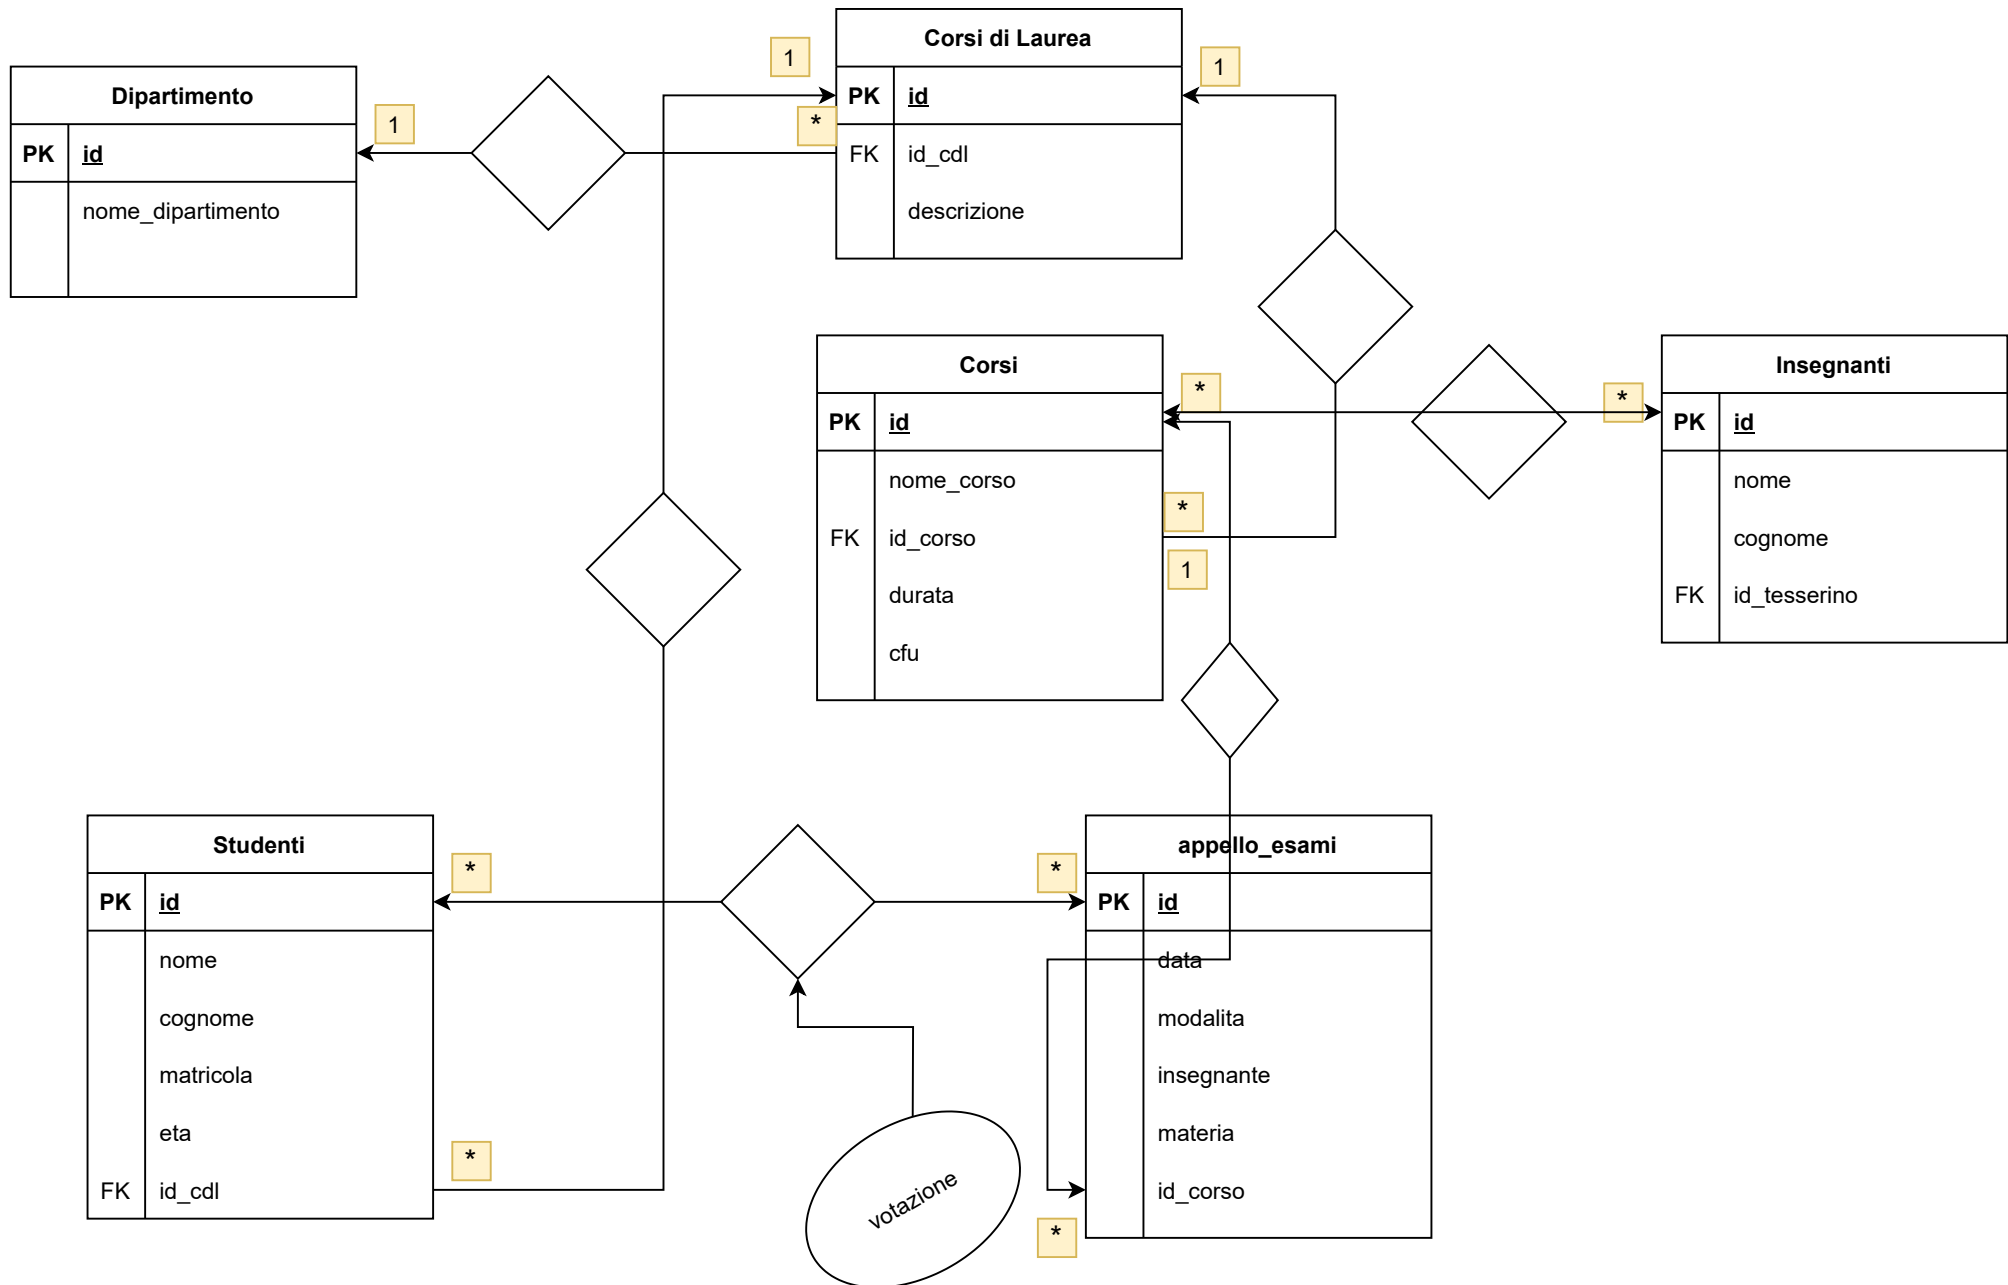 Corsi di Laurea
1
1
PK id
*
FK id_cdl
descrizione
Dipartimento
1
PK id
nome_dipartimento
Corsi
*
PK id
nome_corso
*
FK id_corso
1
durata
cfu
Insegnanti
*
PK id
nome
cognome
FK id_tesserino
Studenti
*
PK id
nome
cognome
matricola
eta
*
FK id_cdl
votazione
appello_esami
*
PK id
data
modalita
insegnante
materia
id_corso
*